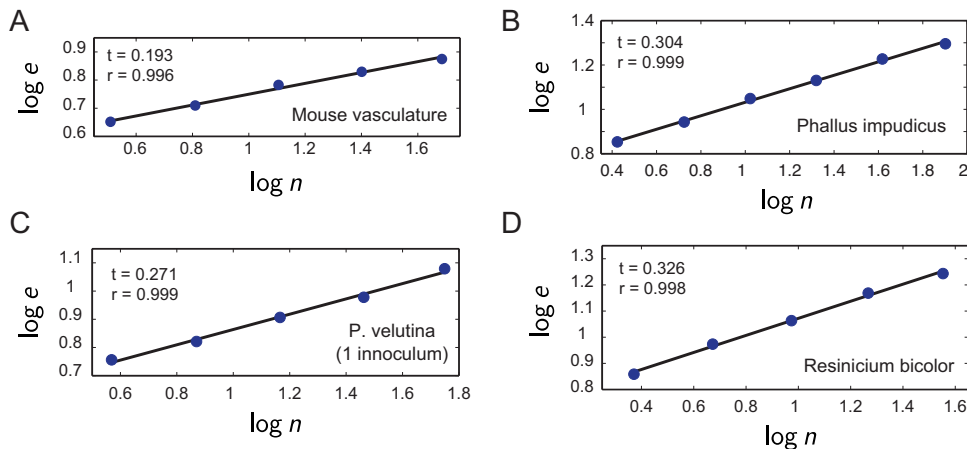 A
t = 0.193
r = 0.996
Mouse vasculature
log e
0.9
0.8
0.7
0.6
0.6 0.8 1 1.2 1.4 1.6
log n
B
t = 0.304
r = 0.999
Phallus impudicus
log e
1.4
1.2
1
0.8
0.4 0.6 0.8 1 1.2 1.4 1.6 1.8 2
log n
C
t = 0.271
r = 0.999
P. velutina
(1 innoculum)
log e
1.1
1
0.9
0.8
0.7
0.6 0.8 1 1.2 1.4 1.6 1.8
log n
D
t = 0.326
r = 0.998
Resinicium bicolor
log e
1.3
1.2
1.1
1
0.9
0.8
0.4 0.6 0.8 1 1.2 1.4 1.6
log n